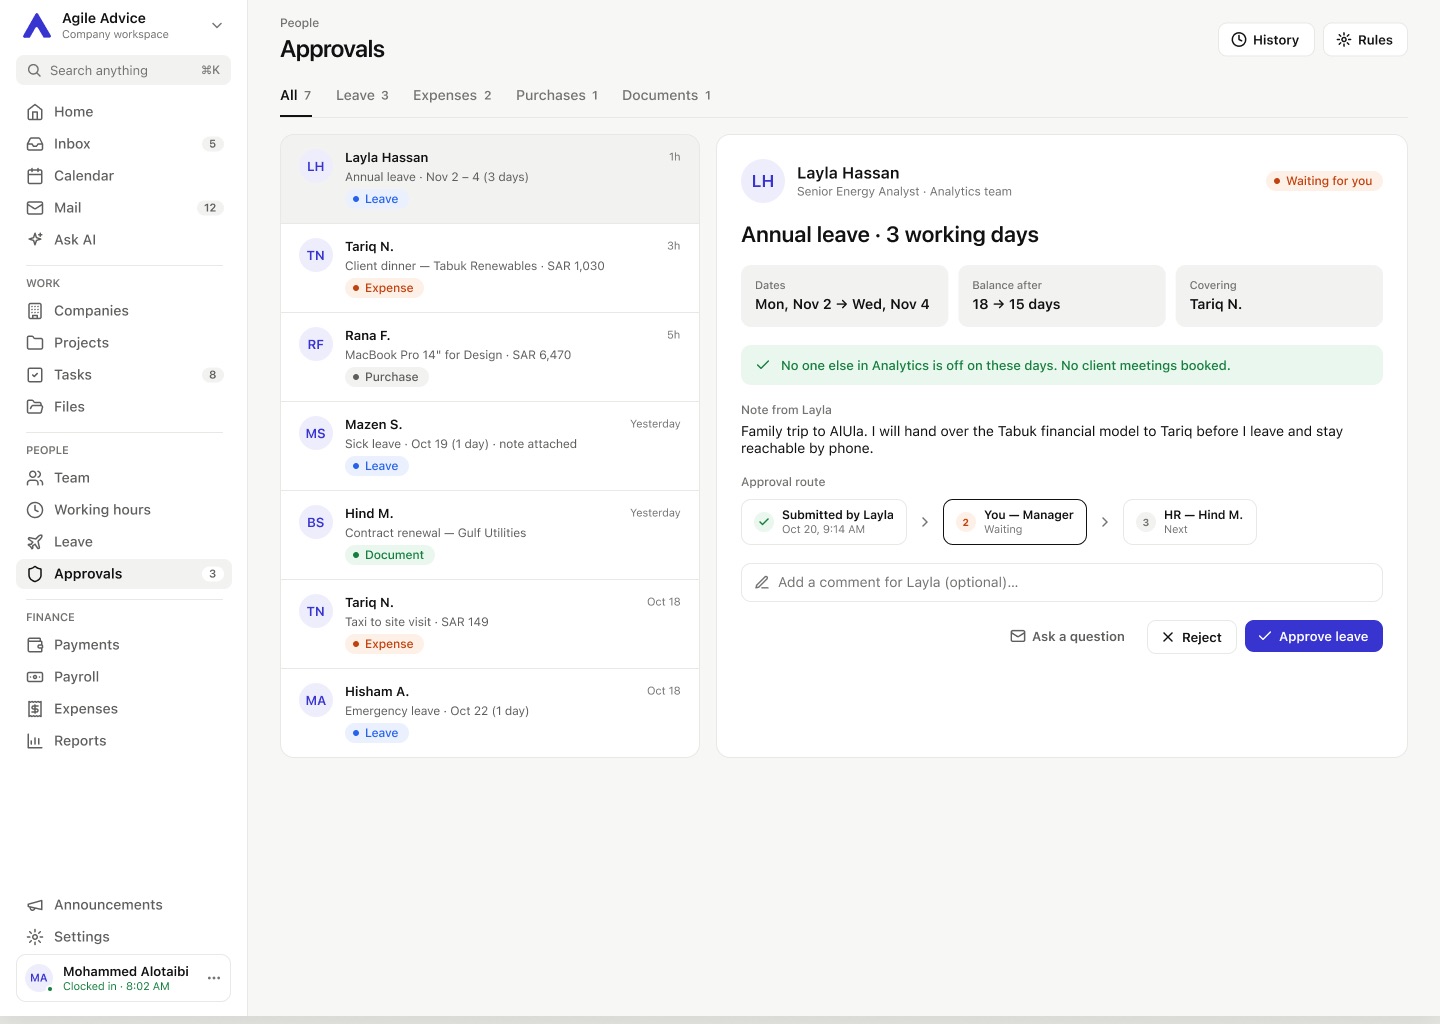 Agile Advice
Company workspace
Search anything ⌘K
Home
Inbox 5
Calendar
Mail 12
Ask AI
WORK
Companies
Projects
Tasks 8
Files
PEOPLE
Team
Working hours
Leave
Approvals 3
FINANCE
Payments
Payroll
Expenses
Reports
Announcements
Settings
MA
Mohammed Alotaibi
Clocked in · 8:02 AM
People
Approvals
History
Rules
All 7
Leave 3
Expenses 2
Purchases 1
Documents 1
LH
Layla Hassan 1h
Annual leave · Nov 2 – 4 (3 days)
Leave
TN
Tariq N. 3h
Client dinner — Tabuk Renewables · SAR 1,030
Expense
RF
Rana F. 5h
MacBook Pro 14" for Design · SAR 6,470
Purchase
MS
Mazen S. Yesterday
Sick leave · Oct 19 (1 day) · note attached
Leave
BS
Hind M. Yesterday
Contract renewal — Gulf Utilities
Document
TN
Tariq N. Oct 18
Taxi to site visit · SAR 149
Expense
MA
Hisham A. Oct 18
Emergency leave · Oct 22 (1 day)
Leave
LH
Layla Hassan
Senior Energy Analyst · Analytics team
Waiting for you
Annual leave · 3 working days
Dates
Mon, Nov 2 → Wed, Nov 4
Balance after
18 → 15 days
Covering
Tariq N.
No one else in Analytics is off on these days. No client meetings booked.
Note from Layla
Family trip to AlUla. I will hand over the Tabuk financial model to Tariq before I leave and stay
reachable by phone.
Approval route
Submitted by Layla
Oct 20, 9:14 AM
2
You — Manager
Waiting
3
HR — Hind M.
Next
Add a comment for Layla (optional)...
Ask a question
Reject
Approve leave